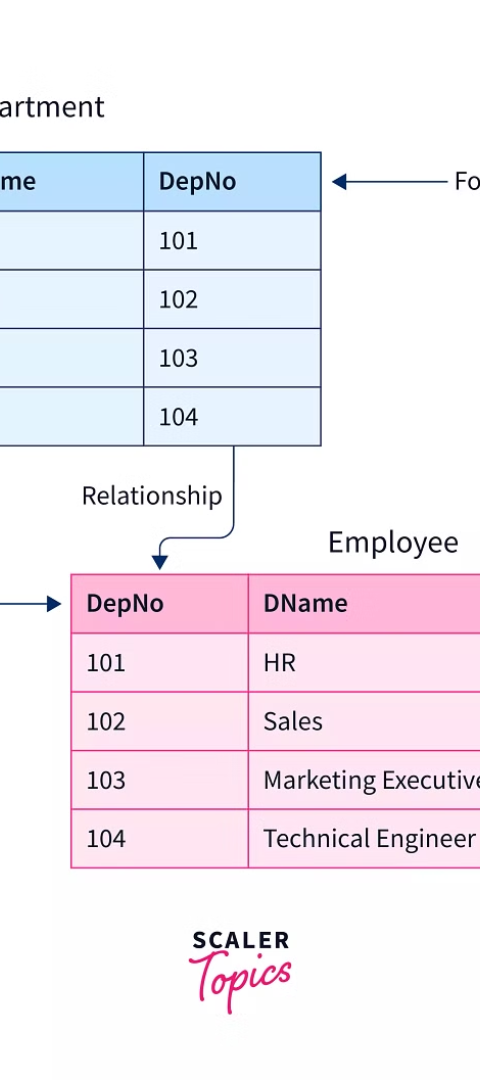 artment
me DepNo
Fo
101
102
103
104
Relationship
Employee
DepNo DName
101 HR
102 Sales
103 Marketing Executive
104 Technical Engineer
SCALER
Topics